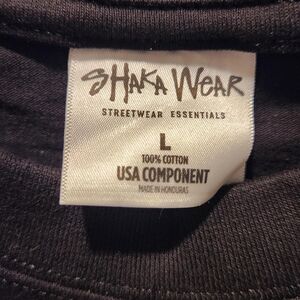 SHAKA WEAR
STREETWEAR ESSENTIALS
L
100% COTTON
USA COMPONENT
MADE IN HONDURAS